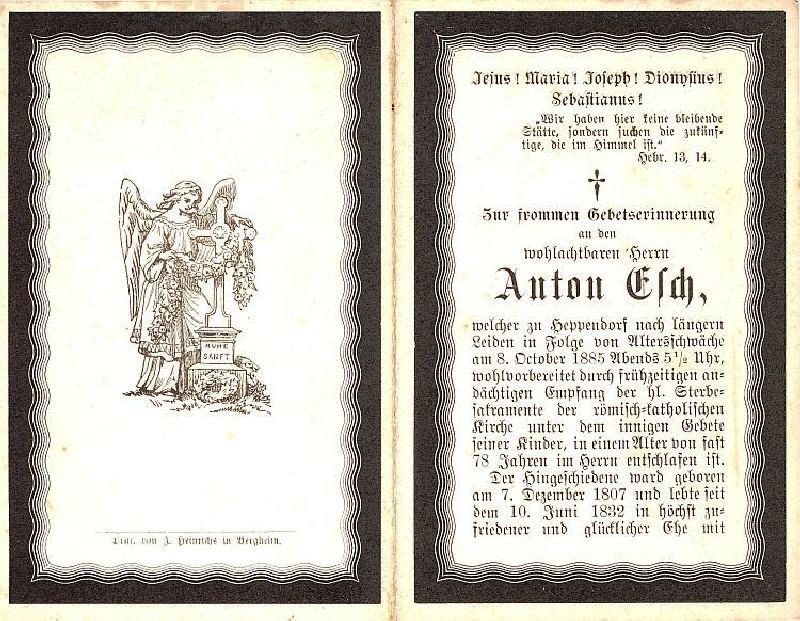 RUHE
SANFT
Druc. von J. Heinrichs in Bergheim.
Jesus! Maria! Joseph! Dionysius!
Sebastianus!
„Wir haben hier keine bleibende
Stätte, sondern suchen die zukünf-
tige, die im Himmel ist."
Hebr. 13, 14.
†
Zur frommen Gebetserinnerung
an den
wohlachtbaren Herrn
Anton Esch,
welcher zu Heppendorf nach längern
Leiden in Folge von Altersschwäche
am 8. October 1885 Abends 5½ Uhr,
wohlvorbereitet durch frühzeitigen an-
dächtigen Empfang der hl. Sterbe-
sakramente der römisch-katholischen
Kirche unter dem innigen Gebete
seiner Kinder, in einem Alter von fast
78 Jahren im Herrn entschlafen ist.
Der Hingeschiedene ward geboren
am 7. Dezember 1807 und lebte seit
dem 10. Juni 1832 in höchst zu-
friedener und glücklicher Ehe mit